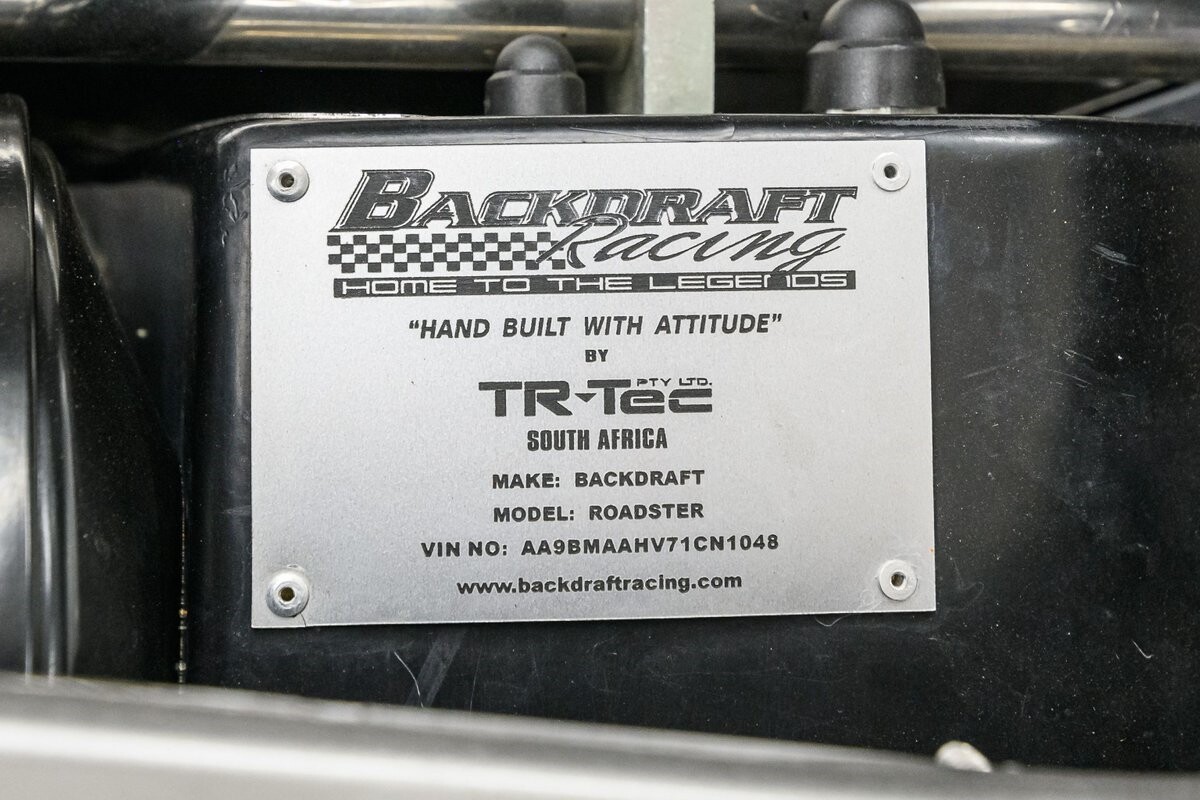 BACKDRAFT
Racing
HOME TO THE LEGENDS
"HAND BUILT WITH ATTITUDE"
BY
TR-Tec PTY LTD.
SOUTH AFRICA
MAKE: BACKDRAFT
MODEL: ROADSTER
VIN NO: AA9BMAAHV71CN1048
www.backdraftracing.com